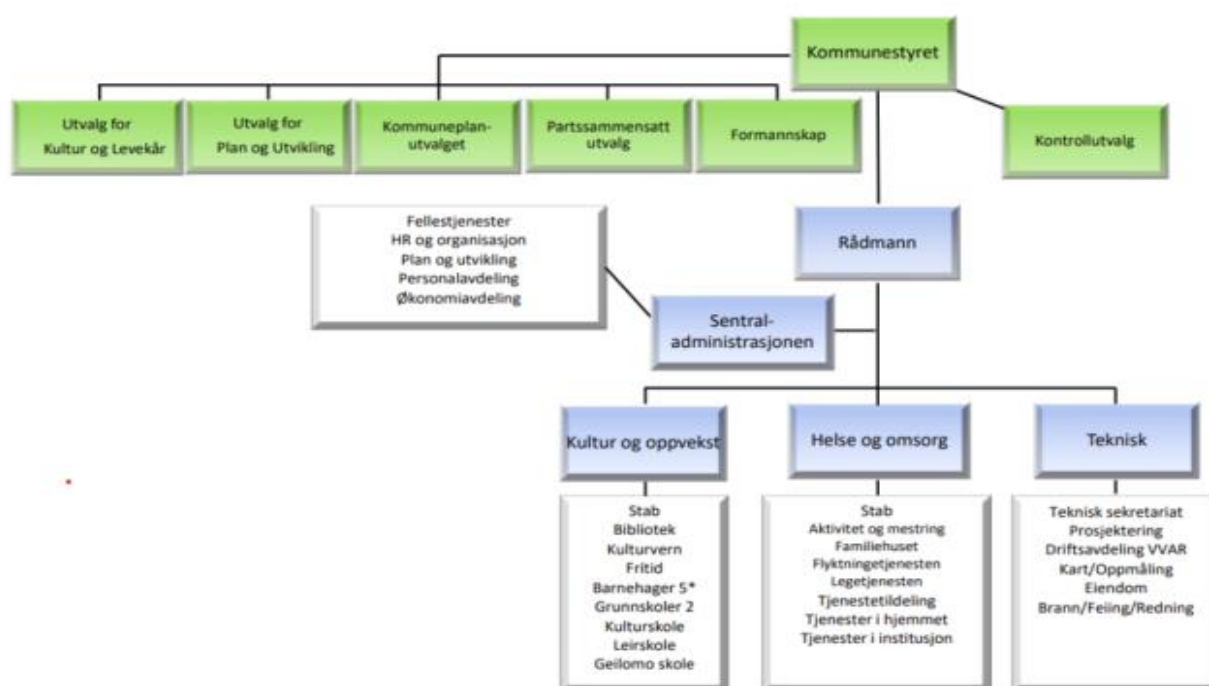 Kommunestyret
Utvalg for
Kultur og Levekår
Utvalg for
Plan og Utvikling
Kommuneplan-
utvalget
Partssammensatt
utvalg
Formannskap
Kontrollutvalg
Fellestjenester
HR og organisasjon
Plan og utvikling
Personalavdeling
Økonomiavdeling
Rådmann
Sentral-
administrasjonen
Kultur og oppvekst
Helse og omsorg
Teknisk
Stab
Bibliotek
Kulturvern
Fritid
Barnehager 5*
Grunnskoler 2
Kulturskole
Leirskole
Geilomo skole
Stab
Aktivitet og mestring
Familiehuset
Flyktningetjenesten
Legetjenesten
Tjenestetildeling
Tjenester i hjemmet
Tjenester i institusjon
Teknisk sekretariat
Prosjektering
Driftsavdeling VVAR
Kart/Oppmåling
Eiendom
Brann/Feiing/Redning